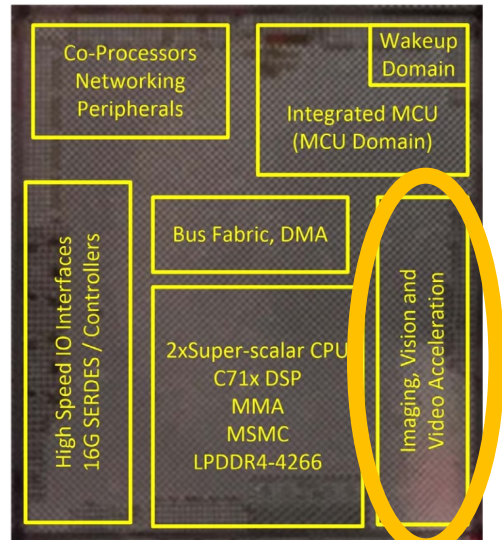 Co-Processors
Networking
Peripherals
Wakeup
Domain
Integrated MCU
(MCU Domain)
High Speed IO Interfaces
16G SERDES / Controllers
Bus Fabric, DMA
2xSuper-scalar CPU
C71x DSP
MMA
MSMC
LPDDR4-4266
Imaging, Vision and
Video Acceleration